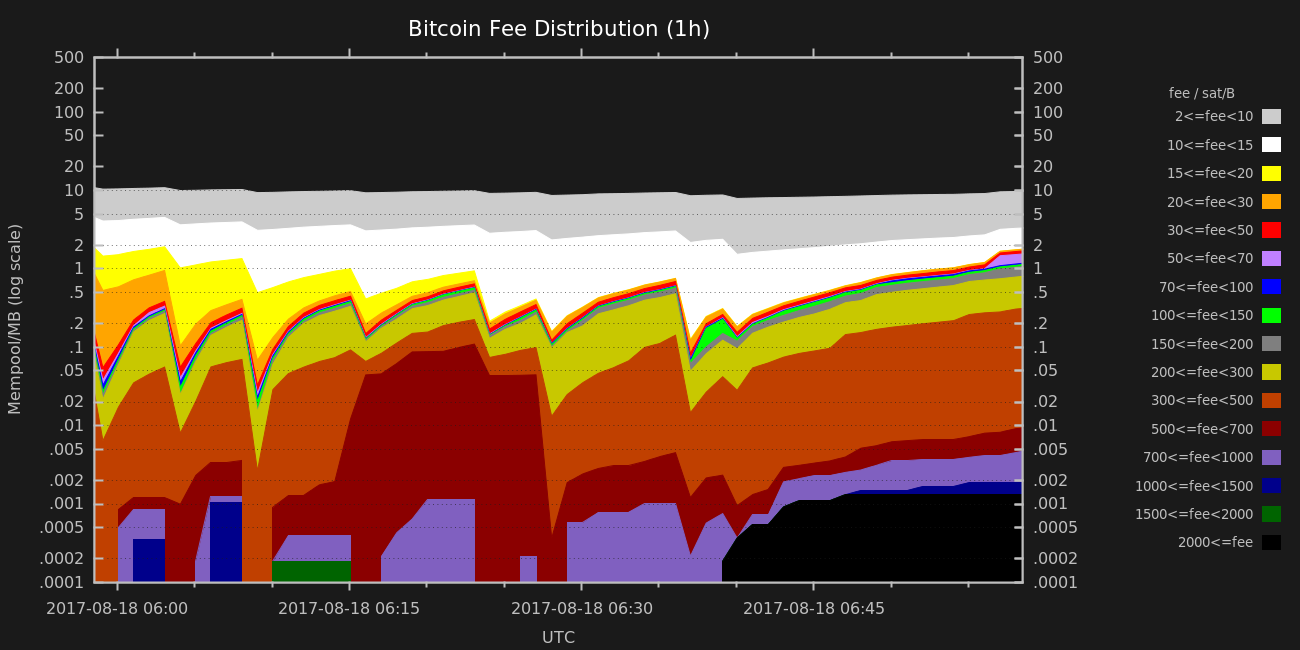 Bitcoin Fee Distribution (1h)
Mempool/MB (log scale)
500
200
100
50
20
10
5
2
1
.5
.2
.1
.05
.02
.01
.005
.002
.001
.0005
.0002
.0001
500
200
100
50
20
10
5
2
1
.5
.2
.1
.05
.02
.01
.005
.002
.001
.0005
.0002
.0001
fee / sat/B
2<=fee<10
10<=fee<15
15<=fee<20
20<=fee<30
30<=fee<50
50<=fee<70
70<=fee<100
100<=fee<150
150<=fee<200
200<=fee<300
300<=fee<500
500<=fee<700
700<=fee<1000
1000<=fee<1500
1500<=fee<2000
2000<=fee
2017-08-18 06:00 2017-08-18 06:15 2017-08-18 06:30 2017-08-18 06:45
UTC